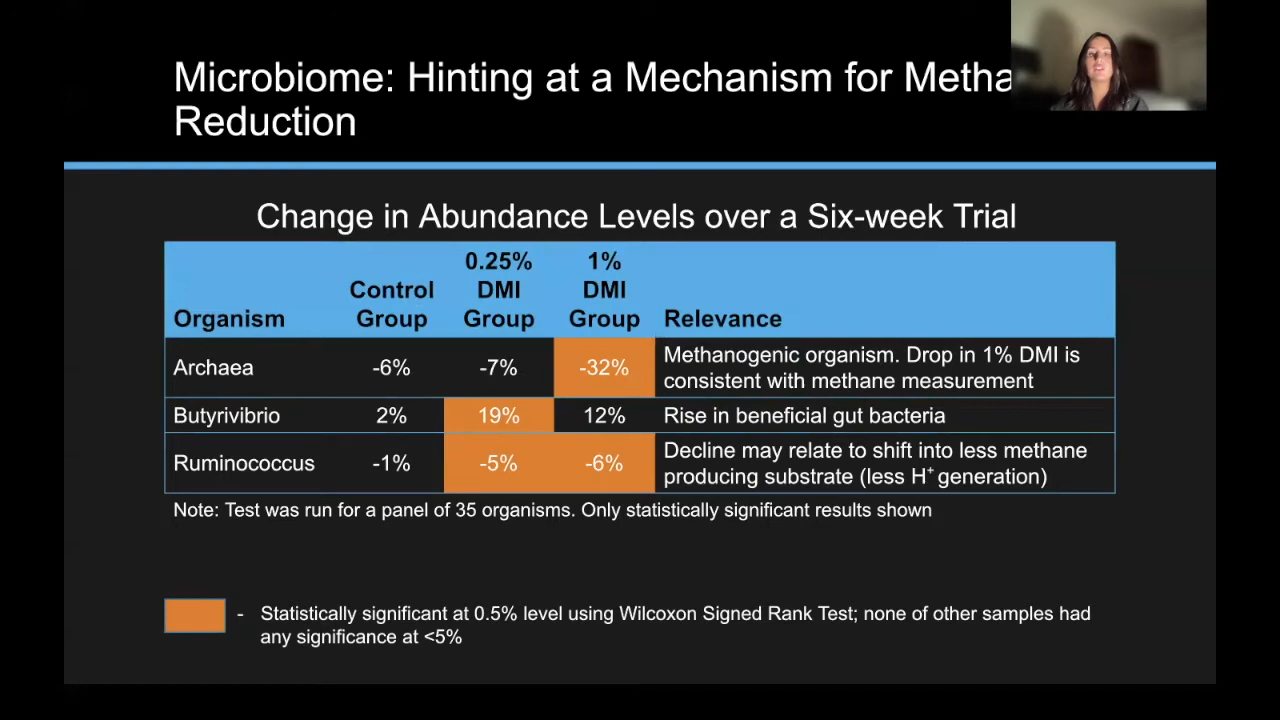 Microbiome: Hinting at a Mechanism for Metha
Reduction
Change in Abundance Levels over a Six-week Trial
Organism Control Group 0.25% DMI Group 1% DMI Group Relevance
Archaea -6% -7% -32% Methanogenic organism. Drop in 1% DMI is
consistent with methane measurement
Butyrivibrio 2% 19% 12% Rise in beneficial gut bacteria
Ruminococcus -1% -5% -6% Decline may relate to shift into less methane
producing substrate (less H⁺ generation)
Note: Test was run for a panel of 35 organisms. Only statistically significant results shown
- Statistically significant at 0.5% level using Wilcoxon Signed Rank Test; none of other samples had
any significance at <5%